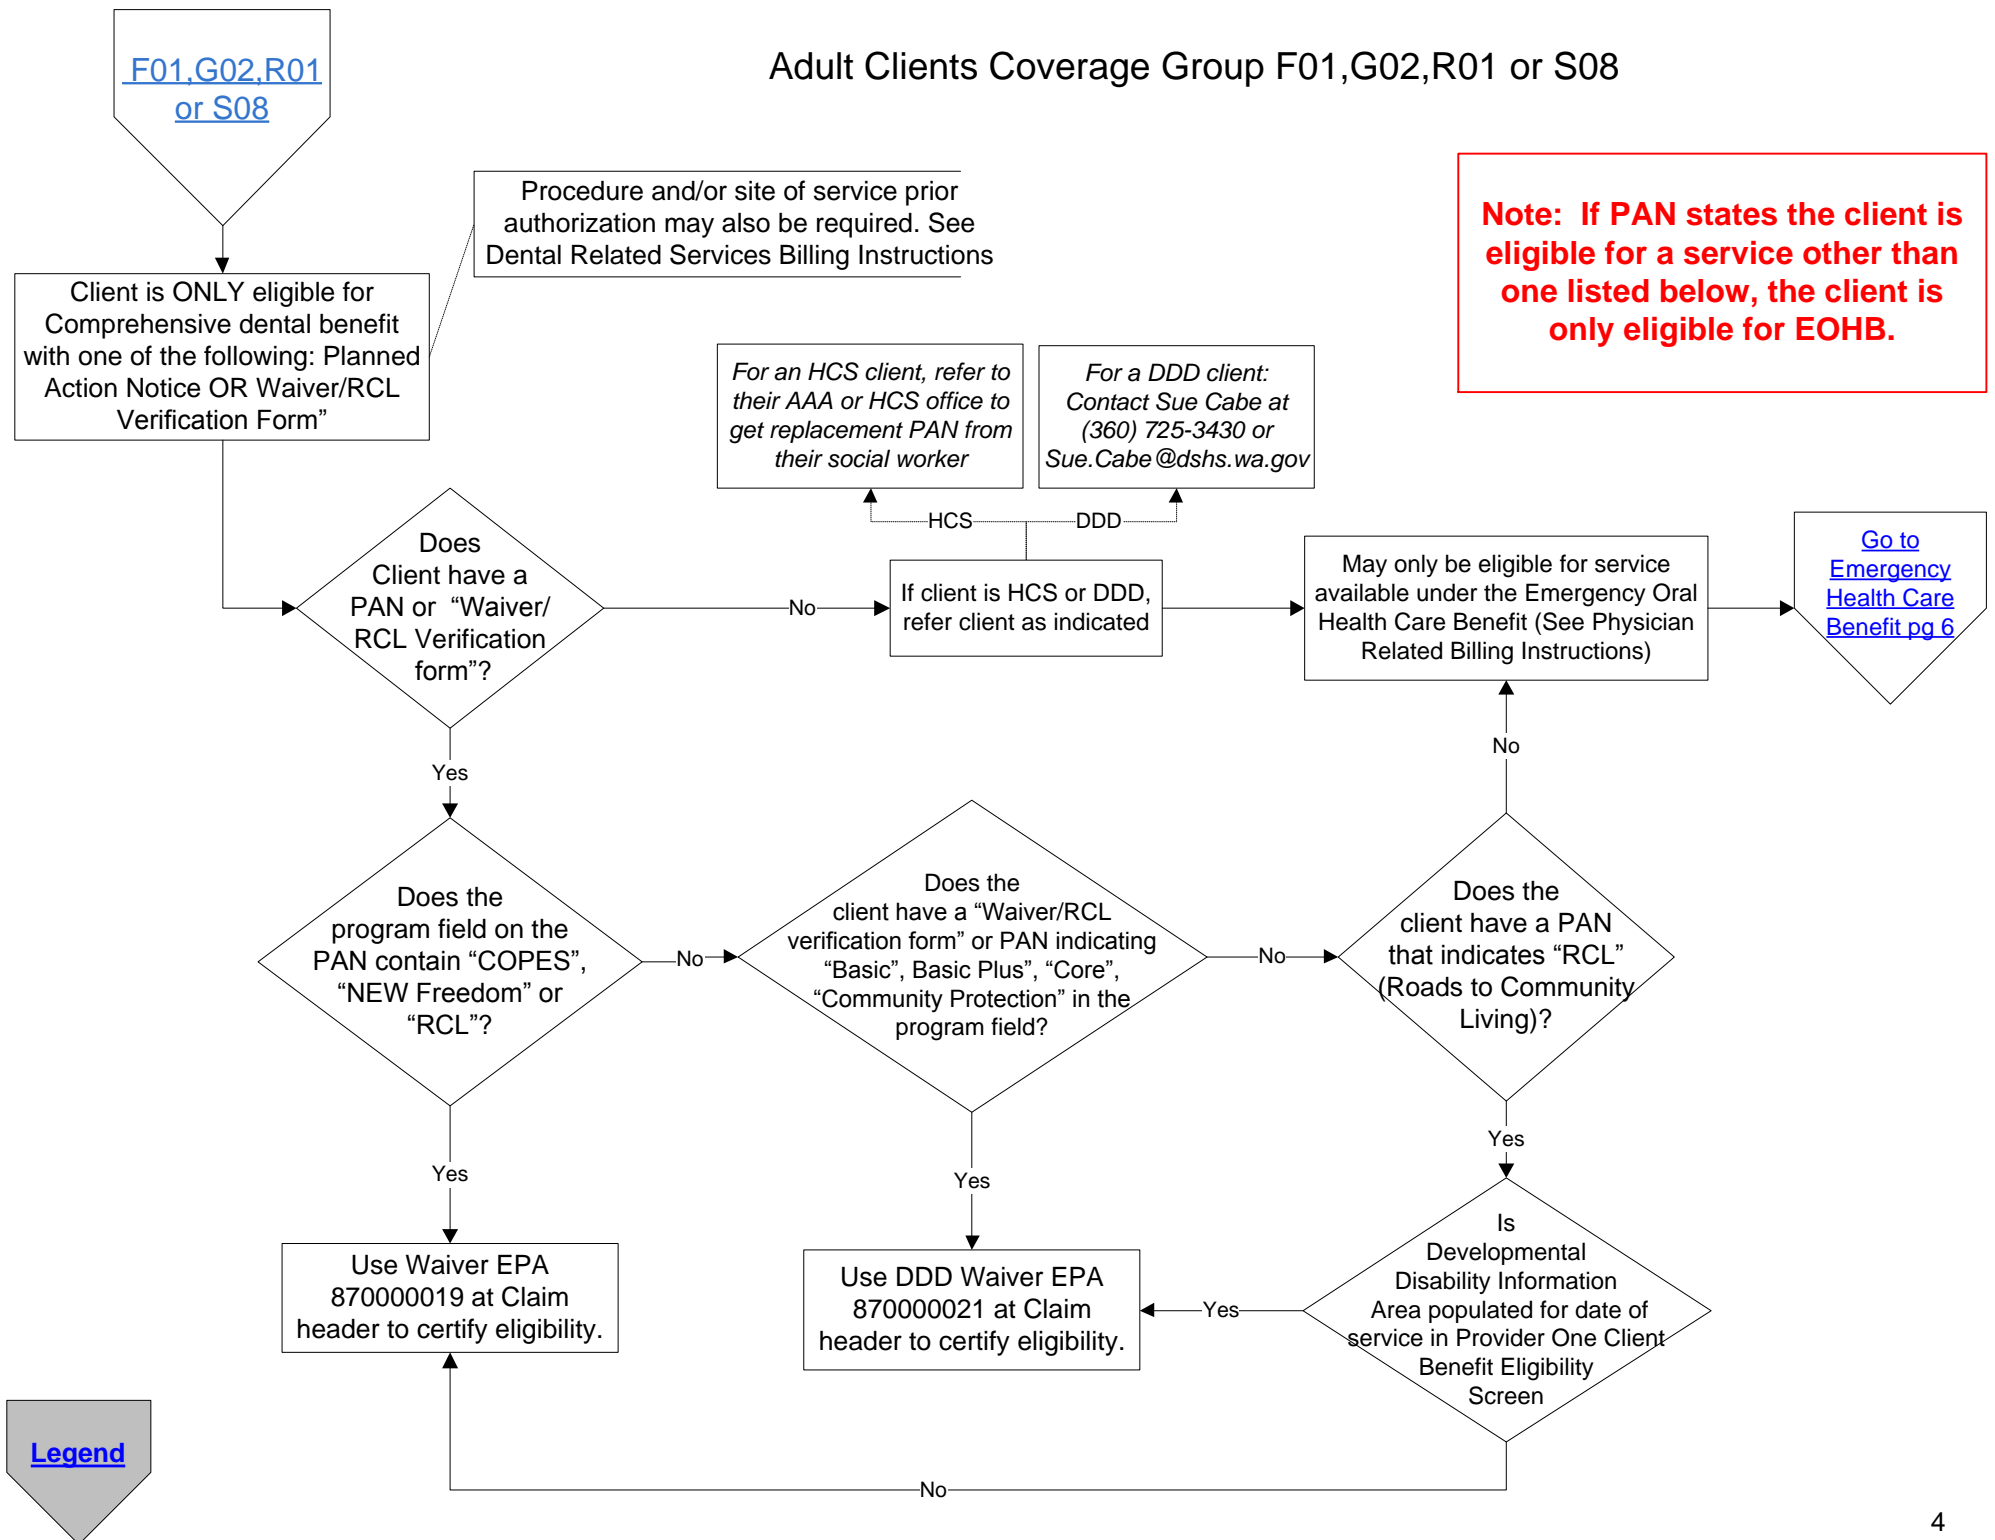 F01,G02,R01
or S08
Adult Clients Coverage Group F01,G02,R01 or S08
Procedure and/or site of service prior
authorization may also be required. See
Dental Related Services Billing Instructions
Note:  If PAN states the client is
eligible for a service other than
one listed below, the client is
only eligible for EOHB.
Client is ONLY eligible for
Comprehensive dental benefit
with one of the following: Planned
Action Notice OR Waiver/RCL
Verification Form”
For an HCS client, refer to
their AAA or HCS office to
get replacement PAN from
their social worker
For a DDD client:
Contact Sue Cabe at
(360) 725-3430 or
Sue.Cabe@dshs.wa.gov
HCS
DDD
Does
Client have a
PAN or  “Waiver/
RCL Verification
form”?
No
If client is HCS or DDD,
refer client as indicated
May only be eligible for service
available under the Emergency Oral
Health Care Benefit (See Physician
Related Billing Instructions)
Go to
Emergency
Health Care
Benefit pg 6
Yes
No
Does the
program field on the
PAN contain “COPES”,
“NEW Freedom” or
“RCL”?
No
Does the
client have a “Waiver/RCL
verification form” or PAN indicating
“Basic”, Basic Plus”, “Core”,
“Community Protection” in the
program field?
No
Does the
client have a PAN
that indicates “RCL”
(Roads to Community
Living)?
Yes
Yes
Yes
Use Waiver EPA
870000019 at Claim
header to certify eligibility.
Use DDD Waiver EPA
870000021 at Claim
header to certify eligibility.
Yes
Is
Developmental
Disability Information
Area populated for date of
service in Provider One Client
Benefit Eligibility
Screen
No
Legend
4